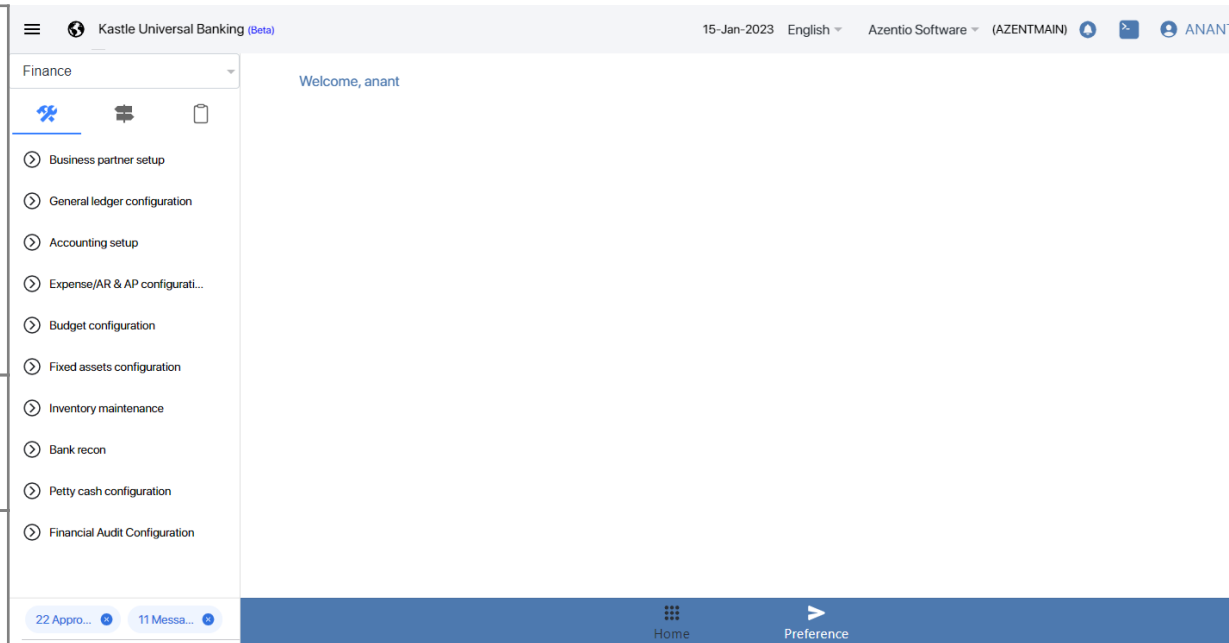 Kastle Universal Banking (Beta)
15-Jan-2023 English Azentio Software (AZENTMAIN) ANANT
Finance
Welcome, anant
Business partner setup
General ledger configuration
Accounting setup
Expense/AR & AP configurati...
Budget configuration
Fixed assets configuration
Inventory maintenance
Bank recon
Petty cash configuration
Financial Audit Configuration
22 Appro... 11 Messa...
Home Preference